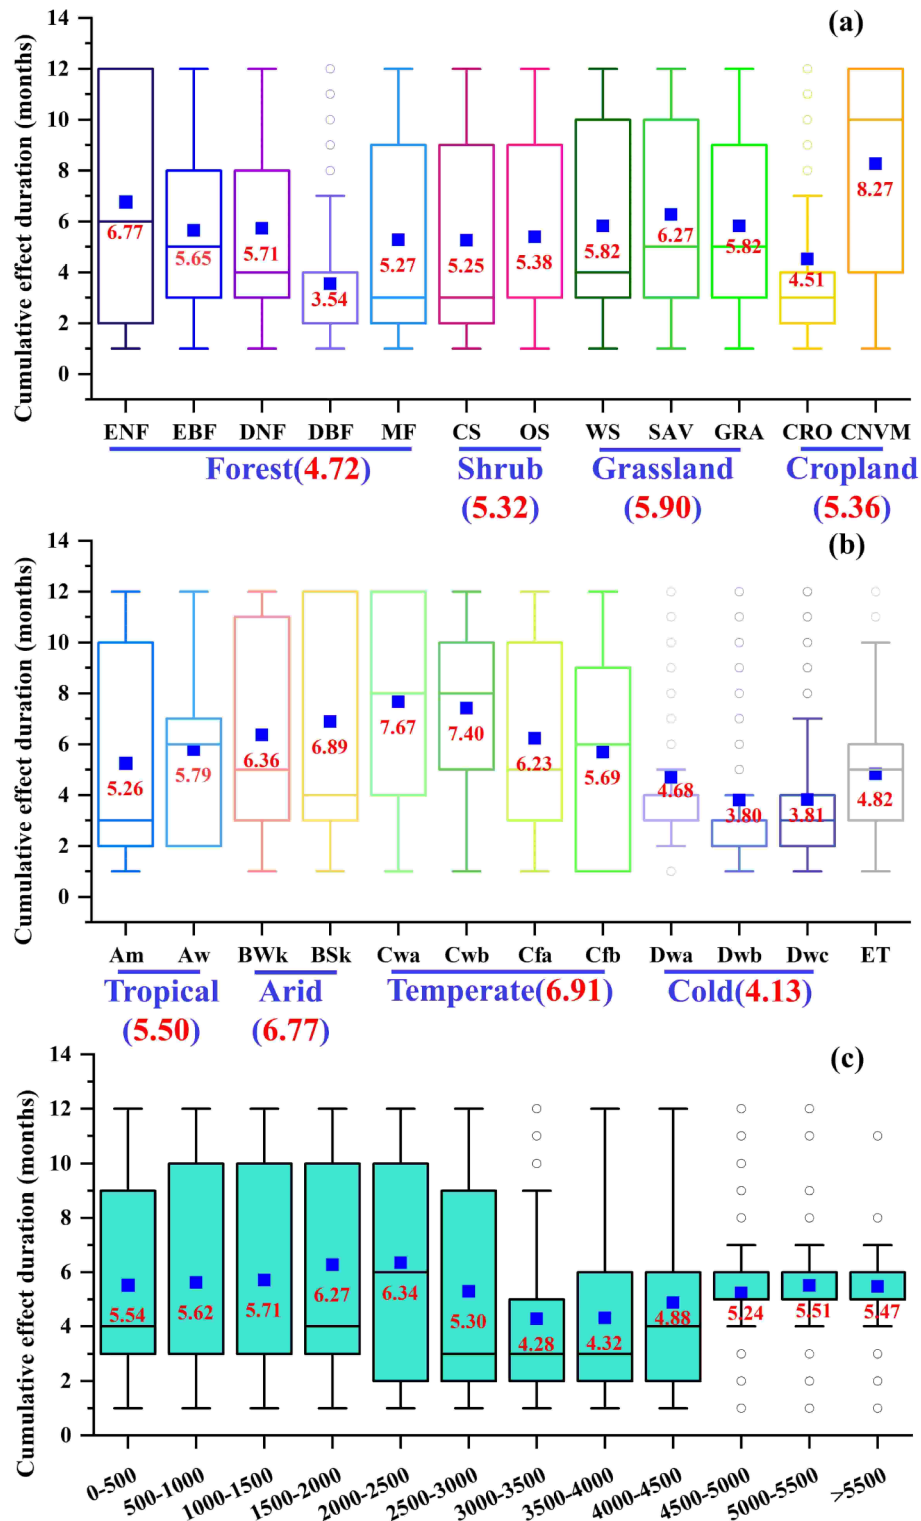 (a)
Cumulative effect duration (months)
14
12
10
8
6
4
2
0
6.77 5.65 5.71 3.54 5.27 5.25 5.38 5.82 6.27 5.82 4.51 8.27
ENF EBF DNF DBF MF CS OS WS SAV GRA CRO CNVM
Forest(4.72) Shrub Grassland Cropland
(5.32) (5.90) (5.36)
(b)
Cumulative effect duration (months)
14
12
10
8
6
4
2
0
5.26 5.79 6.36 6.89 7.67 7.40 6.23 5.69 4.68 3.80 3.81 4.82
Am Aw BWk BSk Cwa Cwb Cfa Cfb Dwa Dwb Dwc ET
Tropical Arid Temperate(6.91) Cold(4.13)
(5.50) (6.77)
(c)
Cumulative effect duration (months)
14
12
10
8
6
4
2
0
5.54 5.62 5.71 6.27 6.34 5.30 4.28 4.32 4.88 5.24 5.51 5.47
0-500 500-1000 1000-1500 1500-2000 2000-2500 2500-3000 3000-3500 3500-4000 4000-4500 4500-5000 5000-5500 >5500